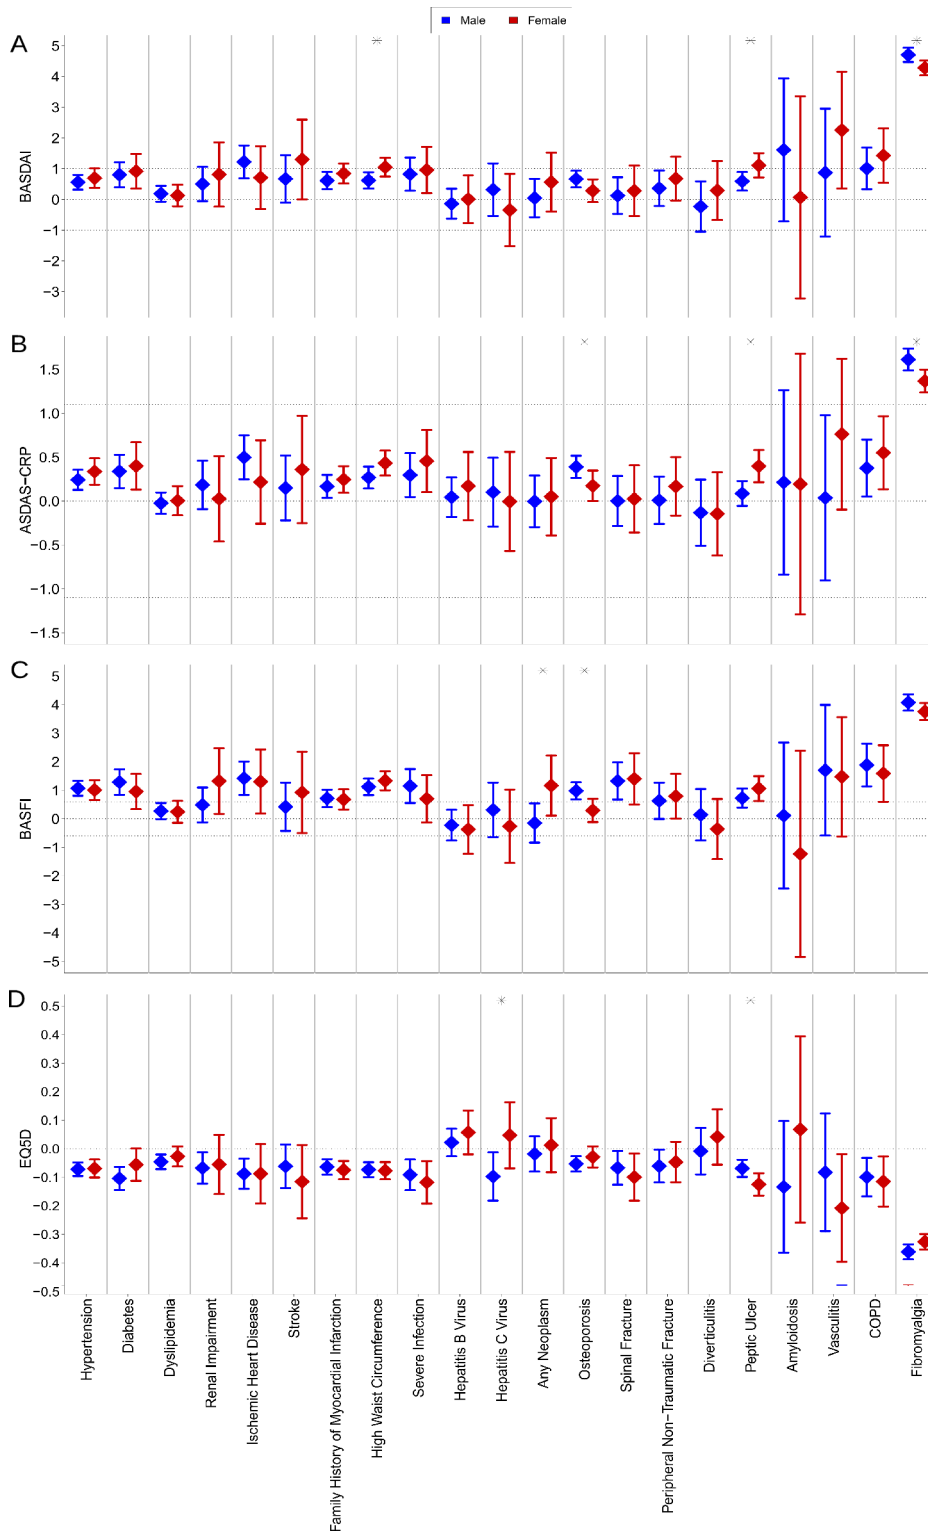 Male Female
A
BASDAI
5
4
3
2
1
0
−1
−2
−3
B
ASDAS−CRP
1.5
1.0
0.5
0.0
−0.5
−1.0
−1.5
C
BASFI
5
4
3
2
1
0
−1
−2
−3
−4
−5
D
EQ5D
0.5
0.4
0.3
0.2
0.1
0.0
−0.1
−0.2
−0.3
−0.4
−0.5
Hypertension
Diabetes
Dyslipidemia
Renal Impairment
Ischemic Heart Disease
Stroke
Family History of Myocardial Infarction
High Waist Circumference
Severe Infection
Hepatitis B Virus
Hepatitis C Virus
Any Neoplasm
Osteoporosis
Spinal Fracture
Peripheral Non−Traumatic Fracture
Diverticulitis
Peptic Ulcer
Amyloidosis
Vasculitis
COPD
Fibromyalgia